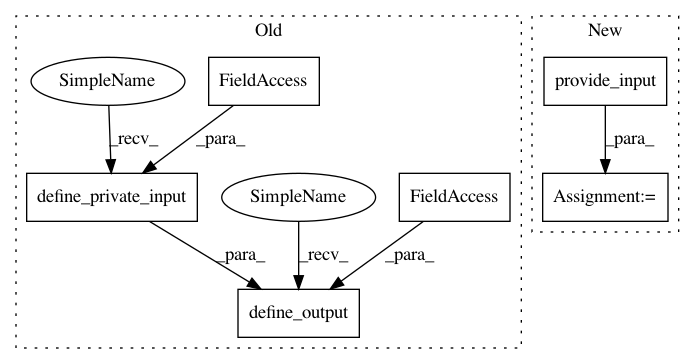 Old
New
SimpleName
FieldAccess
provide_input
_recv_
_para_
_para_
define_private_input
SimpleName
FieldAccess
Assignment:=
_para_
_recv_
_para_
define_output